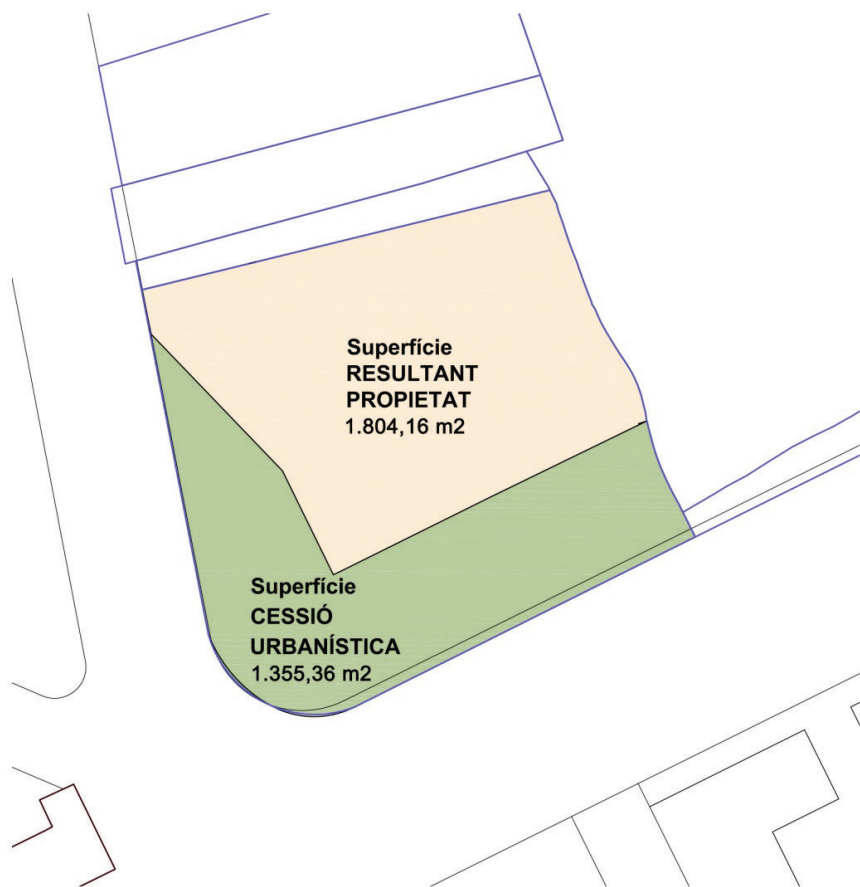 Superfície
RESULTANT
PROPIETAT
1.804,16 m2
Superfície
CESSIÓ
URBANÍSTICA
1.355,36 m2